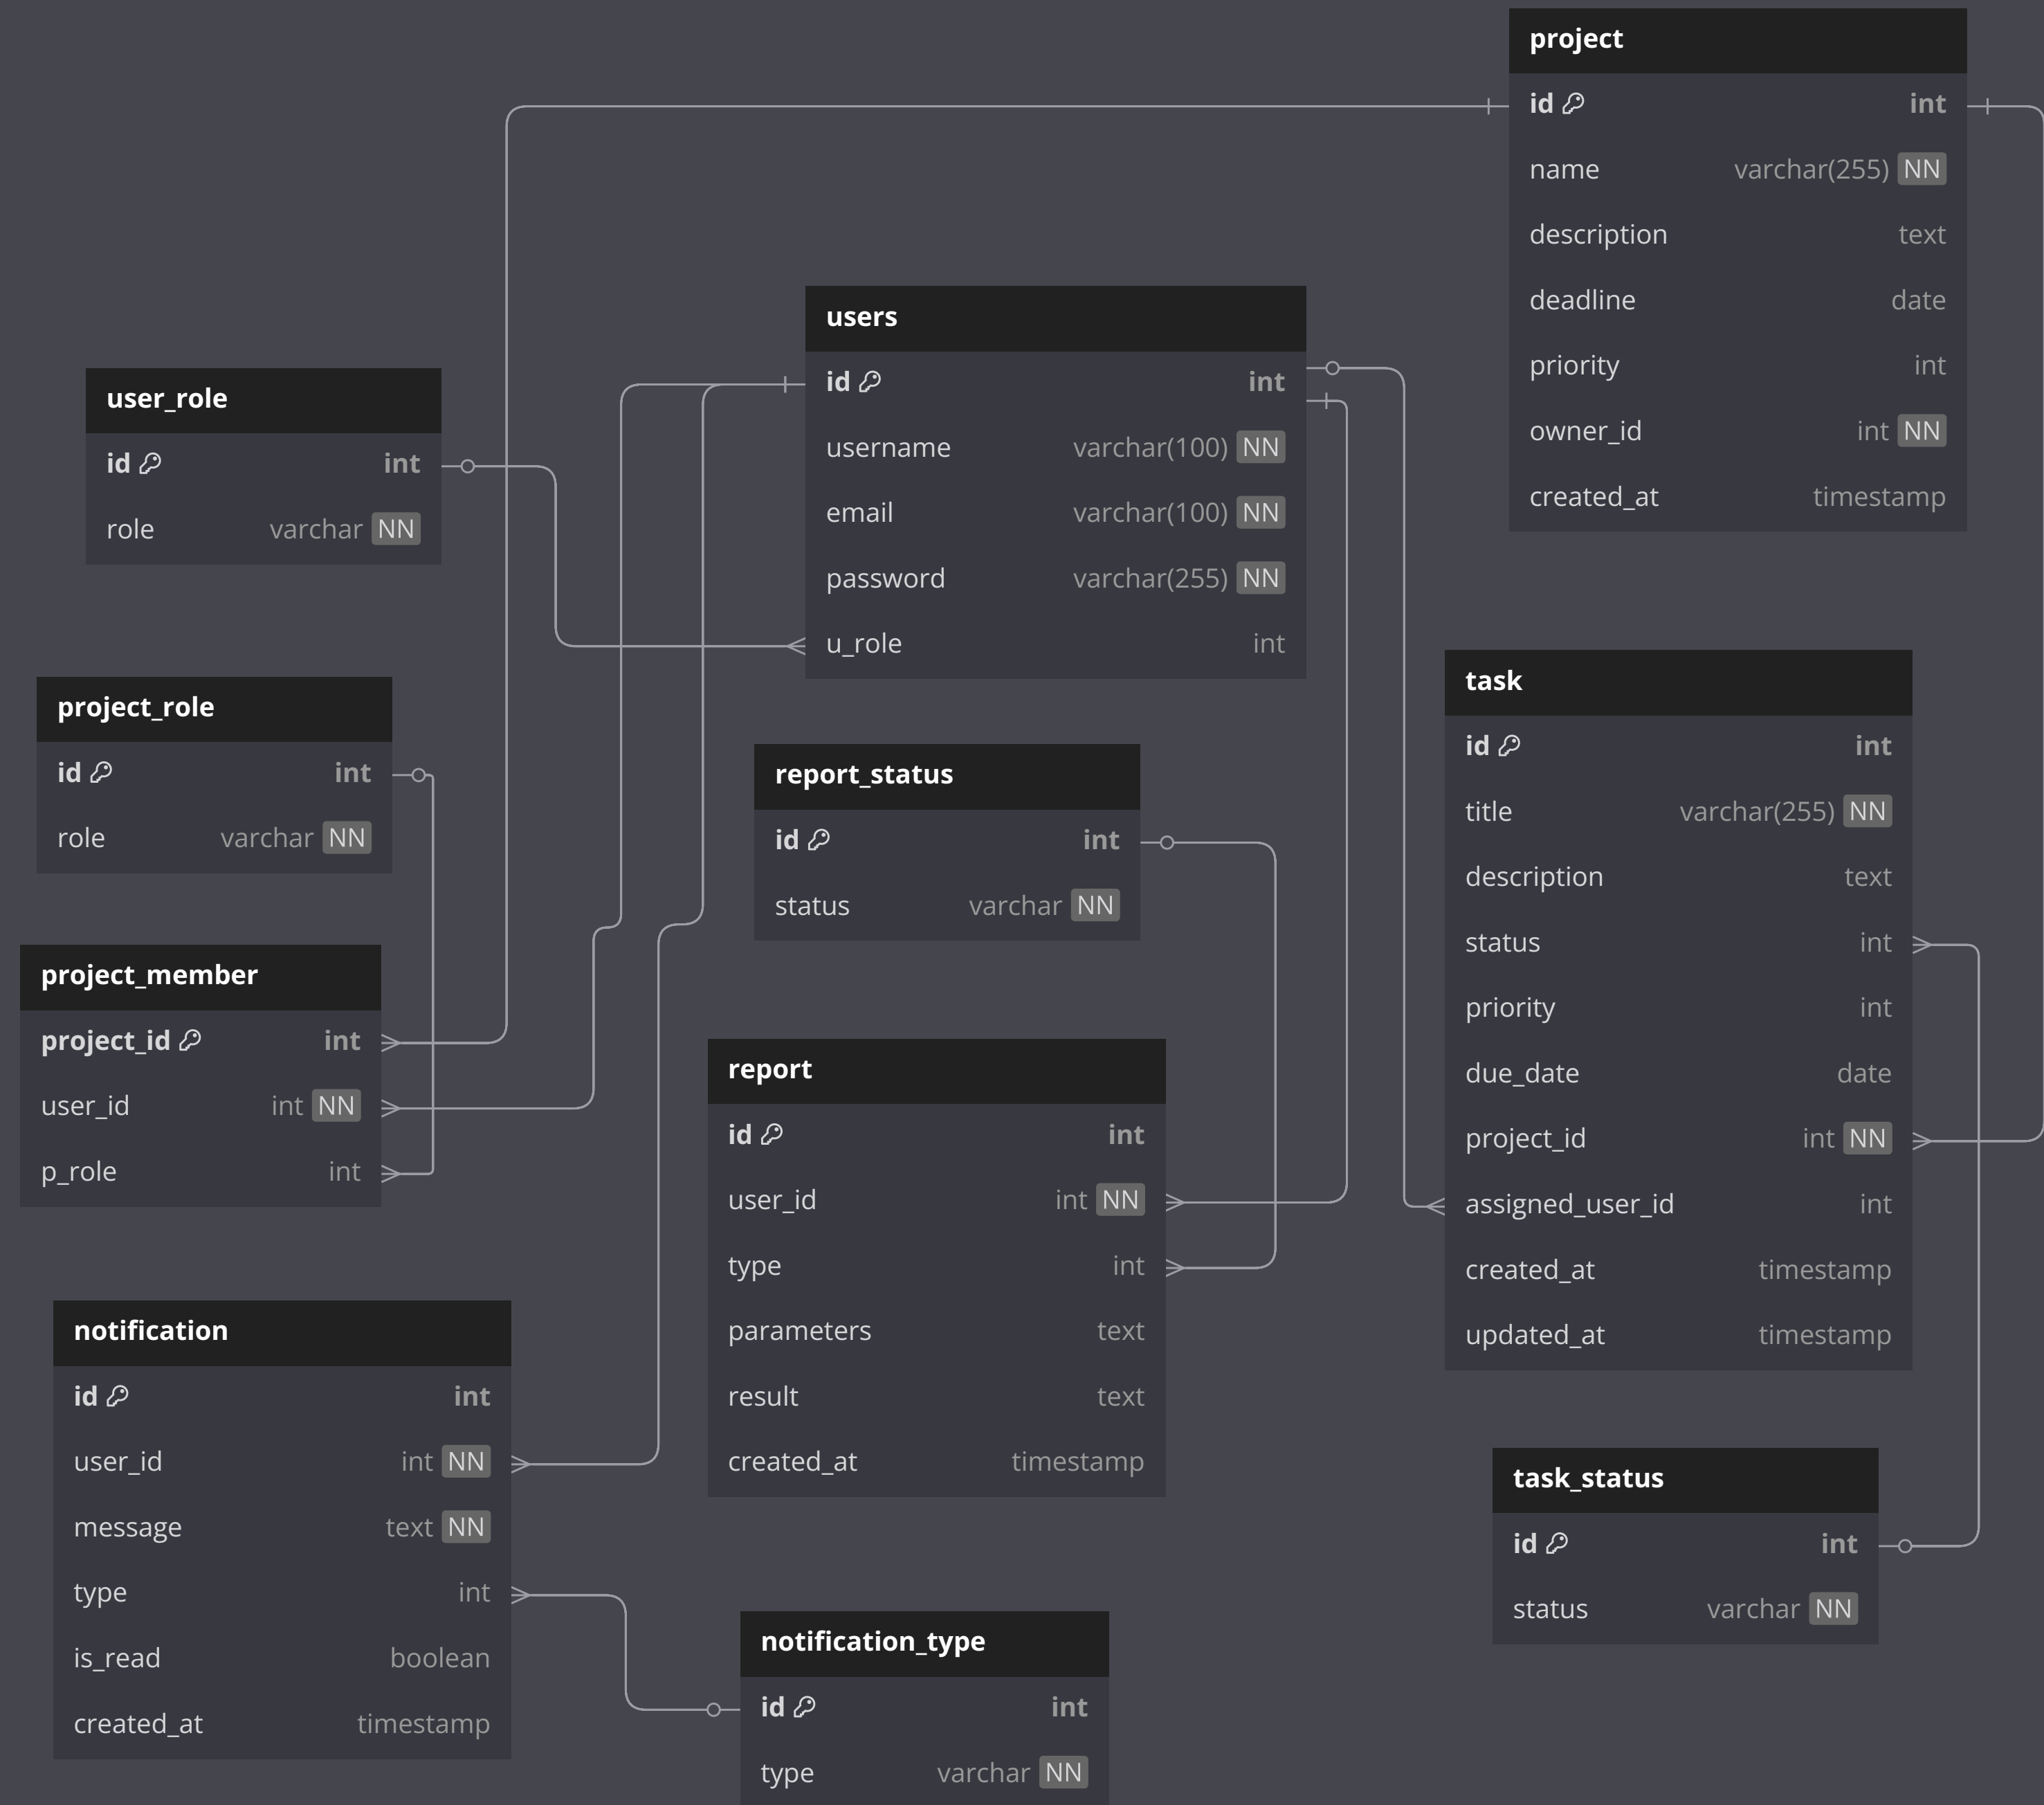 project
id int
name varchar(255) NN
description text
deadline date
priority int
owner_id int NN
created_at timestamp
users
id int
username varchar(100) NN
email varchar(100) NN
password varchar(255) NN
u_role int
user_role
id int
role varchar NN
project_role
id int
role varchar NN
report_status
id int
status varchar NN
task
id int
title varchar(255) NN
description text
status int
priority int
due_date date
project_id int NN
assigned_user_id int
created_at timestamp
updated_at timestamp
project_member
project_id int
user_id int NN
p_role int
report
id int
user_id int NN
type int
parameters text
result text
created_at timestamp
notification
id int
user_id int NN
message text NN
type int
is_read boolean
created_at timestamp
task_status
id int
status varchar NN
notification_type
id int
type varchar NN